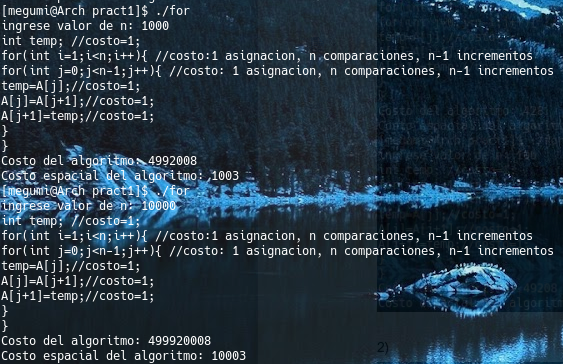 [megumi@Arch pract1]$ ./for
ingrese valor de n: 1000
int temp; //costo=1;
for(int i=1;i<n;i++){ //costo:1 asignacion, n comparaciones, n-1 incrementos
for(int j=0;j<n-1;j++){ //costo: 1 asignacion, n comparaciones, n-1 incrementos
temp=A[j];//costo=1;
A[j]=A[j+1];//costo=1;
A[j+1]=temp;//costo=1;
}
}
Costo del algoritmo: 4992008
Costo espacial del algoritmo: 1003
[megumi@Arch pract1]$ ./for
ingrese valor de n: 10000
int temp; //costo=1;
for(int i=1;i<n;i++){ //costo:1 asignacion, n comparaciones, n-1 incrementos
for(int j=0;j<n-1;j++){ //costo: 1 asignacion, n comparaciones, n-1 incrementos
temp=A[j];//costo=1;
A[j]=A[j+1];//costo=1;
A[j+1]=temp;//costo=1;
}
}
Costo del algoritmo: 499920008
Costo espacial del algoritmo: 10003
2)